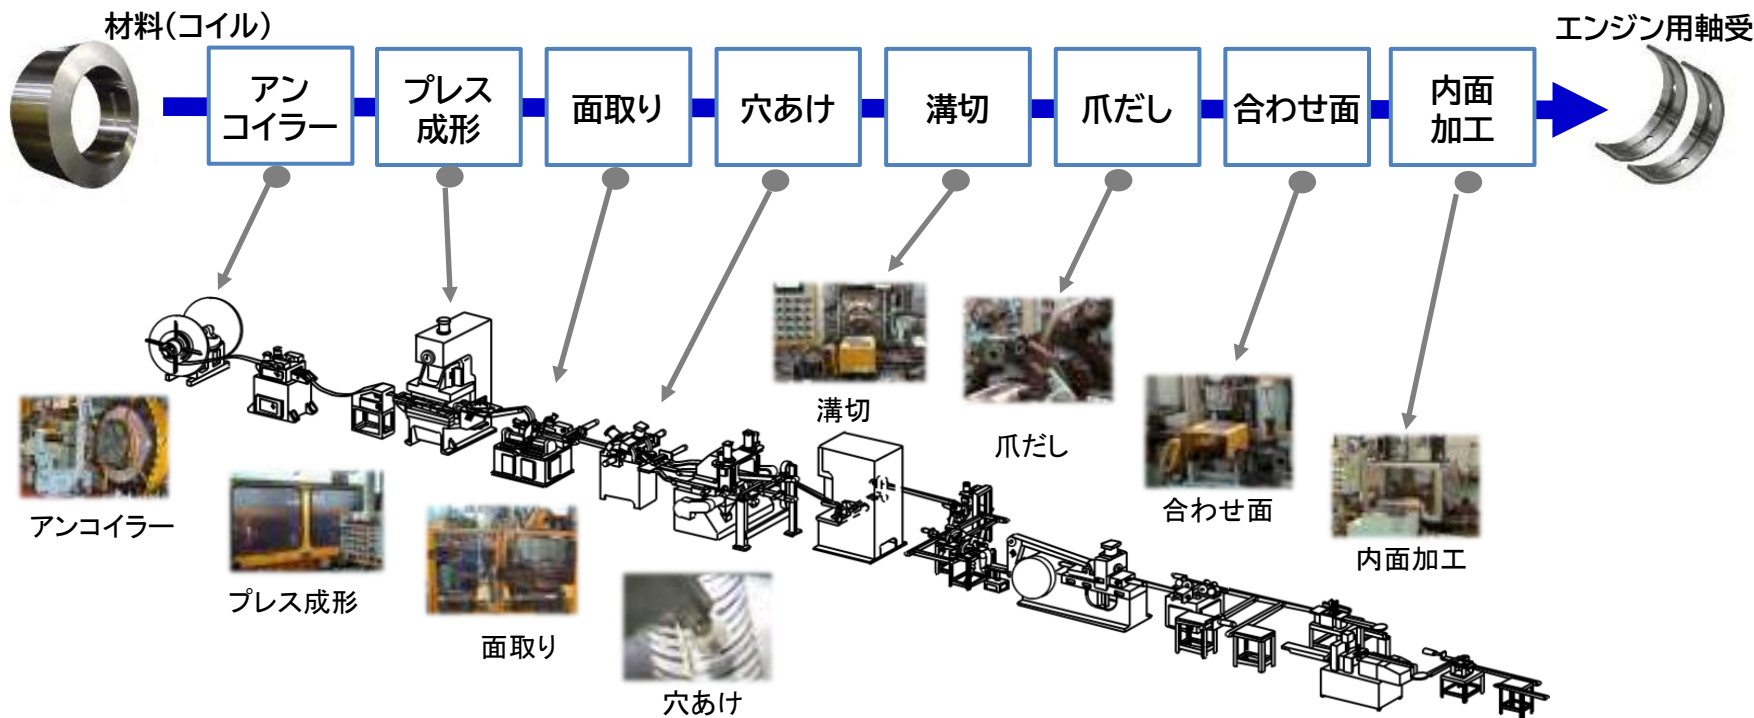 材料(コイル)
エンジン用軸受
アン
コイラー
プレス
成形
面取り
穴あけ
溝切
爪だし
合わせ面
内面
加工
アンコイラー
プレス成形
面取り
穴あけ
溝切
爪だし
合わせ面
内面加工